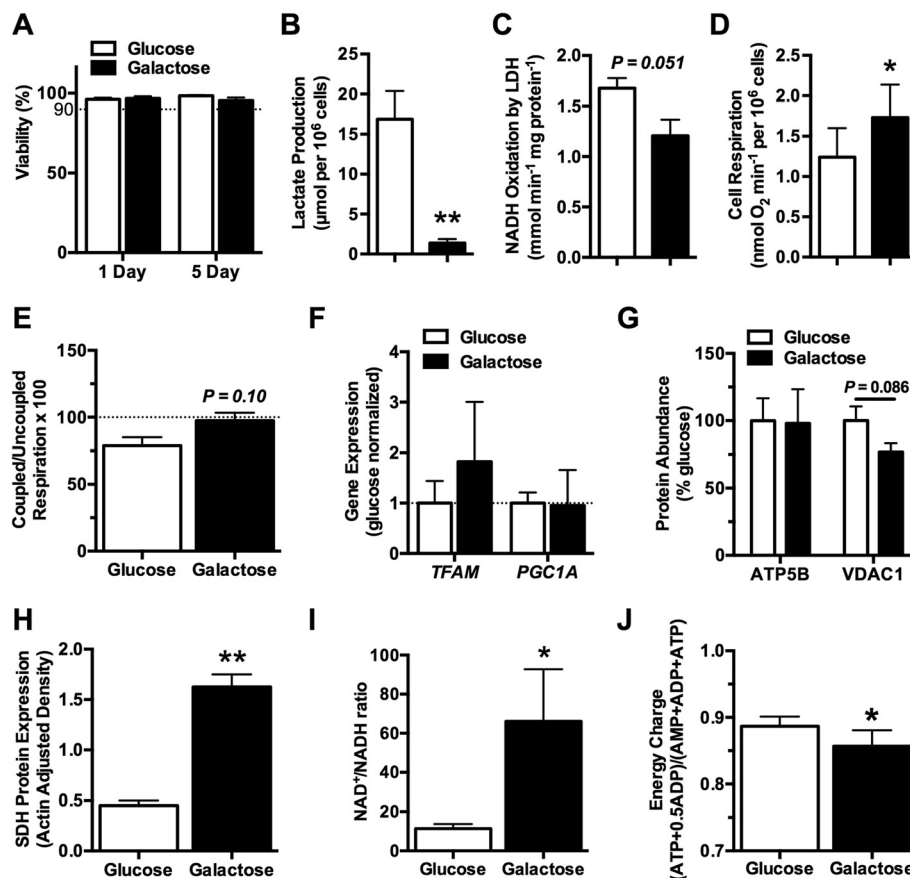 A
Glucose
Galactose
Viability (%)
100
90
50
0
1 Day
5 Day
B
Lactate Production
(µmol per 10⁶ cells)
25
20
15
10
5
0
**
C
NADH Oxidation by LDH
(mmol min⁻¹ mg protein⁻¹)
2.0
1.5
1.0
0.5
0.0
P = 0.051
D
Cell Respiration
(nmol O₂ min⁻¹ per 10⁶ cells)
2.5
2.0
1.5
1.0
0.5
0.0
*
E
Coupled/Uncoupled
Respiration x 100
150
100
50
0
P = 0.10
Glucose
Galactose
F
Glucose
Galactose
Gene Expression
(glucose normalized)
4
3
2
1
0
TFAM
PGC1A
G
Glucose
Galactose
Protein Abundance
(% glucose)
150
100
50
0
P = 0.086
ATP5B
VDAC1
H
SDH Protein Expression
(Actin Adjusted Density)
2.0
1.5
1.0
0.5
0.0
**
Glucose
Galactose
I
NAD⁺/NADH ratio
100
80
60
40
20
0
*
Glucose
Galactose
J
Energy Charge
(ATP+0.5ADP)/(AMP+ADP+ATP)
1.0
0.9
0.8
0.7
*
Glucose
Galactose